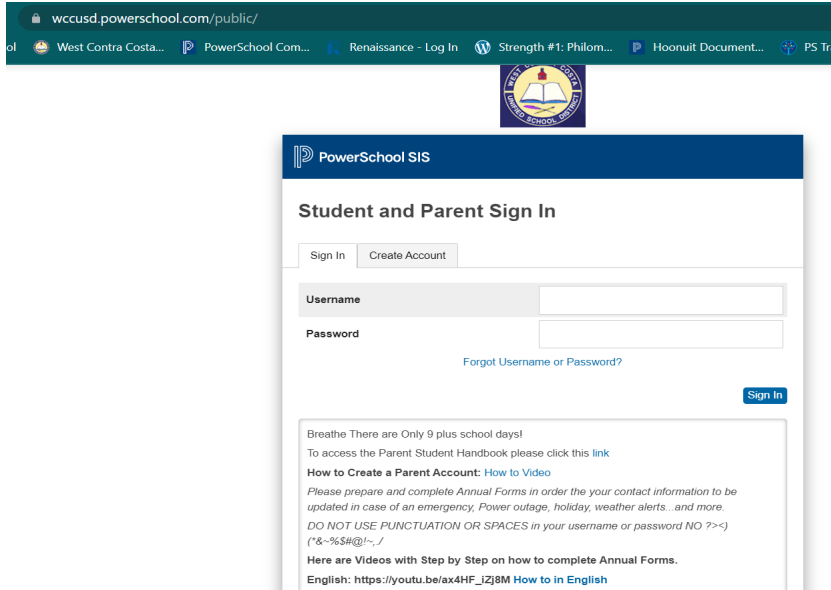 wccusd.powerschool.com/public/
ol West Contra Costa... PowerSchool Com... Renaissance - Log In Strength #1: Philom... Hoonuit Document... PS Tr
UNIFIED SCHOOL DISTRICT
PowerSchool SIS
Student and Parent Sign In
Sign In Create Account
Username
Password
Forgot Username or Password?
Sign In
Breathe There are Only 9 plus school days!
To access the Parent Student Handbook please click this link
How to Create a Parent Account: How to Video
Please prepare and complete Annual Forms in order the your contact information to be
updated in case of an emergency, Power outage, holiday, weather alerts...and more.
DO NOT USE PUNCTUATION OR SPACES in your username or password NO ?><)
(*&~%$#@!~,./
Here are Videos with Step by Step on how to complete Annual Forms.
English: https://youtu.be/ax4HF_iZj8M How to in English